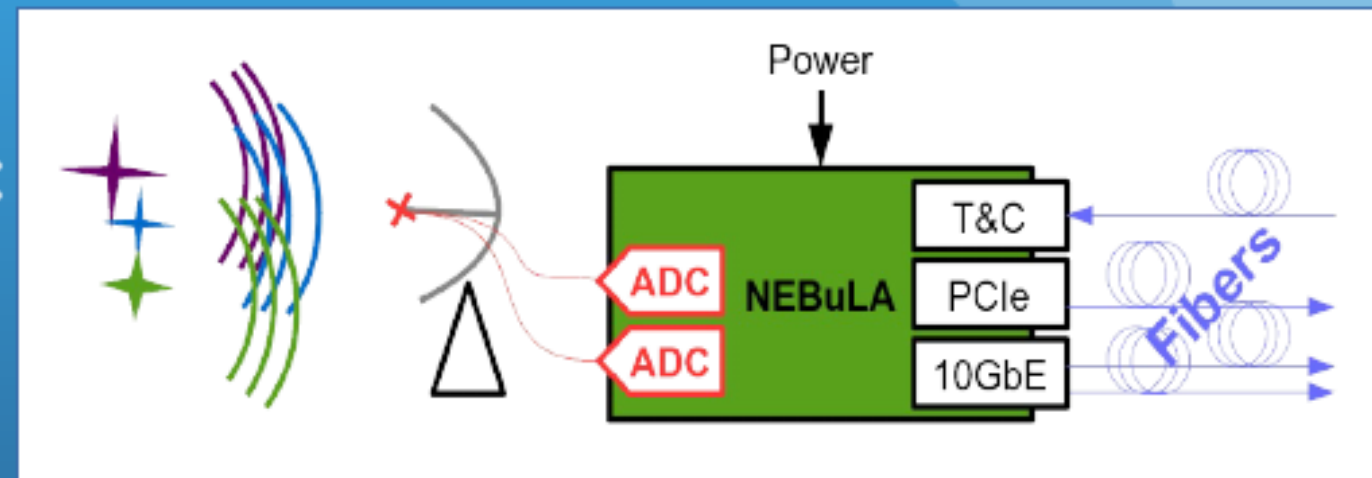 Power
T&C
ADC
NEBuLA
PCIe
ADC
10GbE
Fibers